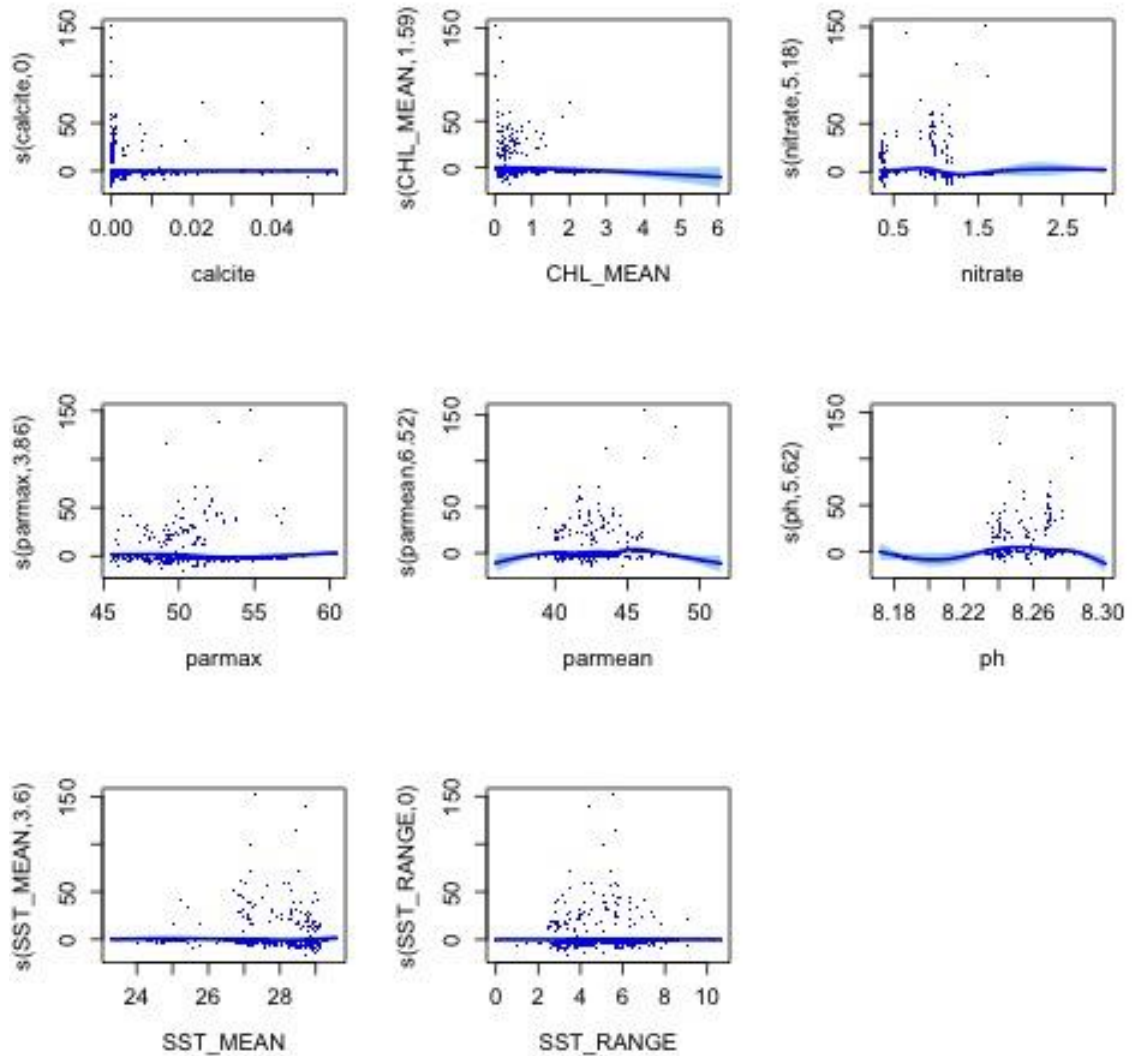 s(calcite,0)
150
50
0
0.00 0.02 0.04
calcite
s(CHL_MEAN,1.59)
150
50
0
0 1 2 3 4 5 6
CHL_MEAN
s(nitrate,5.18)
150
50
0
0.5 1.0 1.5 2.5
nitrate
s(parmax,3.86)
150
50
0
45 50 55 60
parmax
s(parmean,6.52)
150
50
0
40 45 50
parmean
s(ph,5.62)
150
50
0
8.18 8.22 8.26 8.30
ph
s(SST_MEAN,3.6)
150
50
0
24 26 28
SST_MEAN
s(SST_RANGE,0)
150
50
0
0 2 4 6 8 10
SST_RANGE